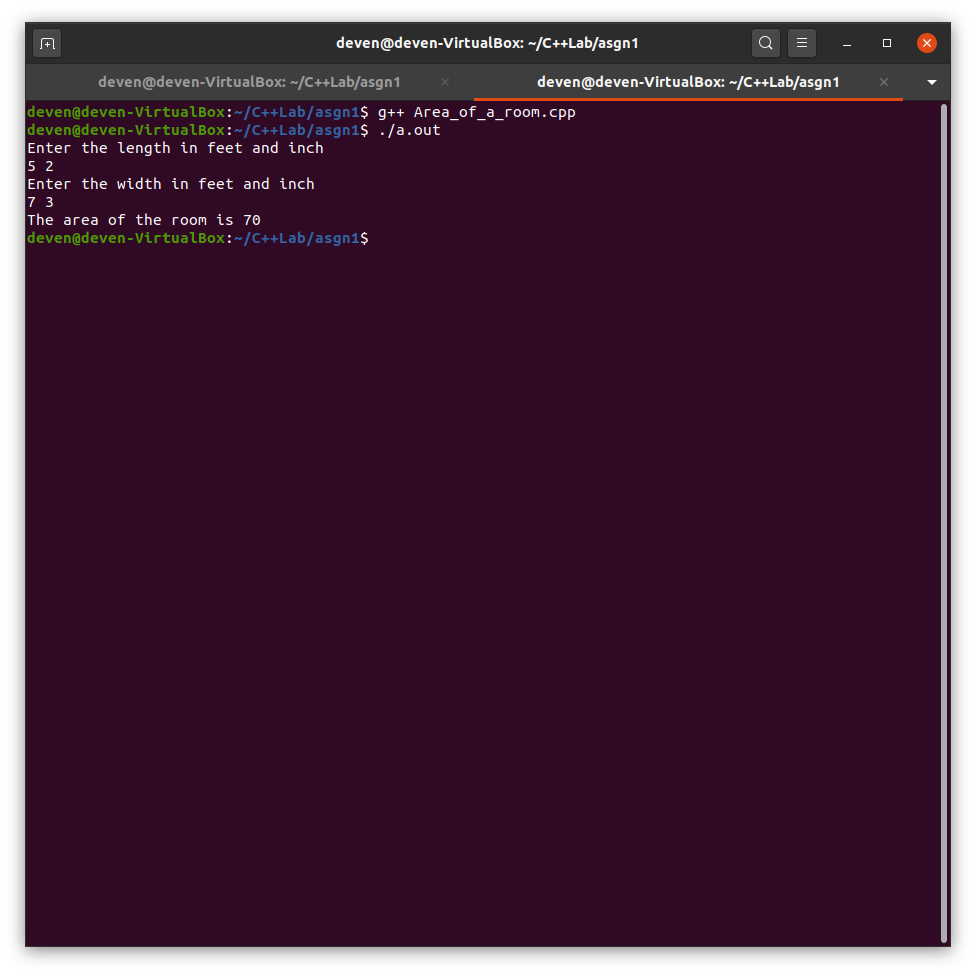 deven@deven-VirtualBox: ~/C++Lab/asgn1
deven@deven-VirtualBox: ~/C++Lab/asgn1 deven@deven-VirtualBox: ~/C++Lab/asgn1
deven@deven-VirtualBox:~/C++Lab/asgn1$ g++ Area_of_a_room.cpp
deven@deven-VirtualBox:~/C++Lab/asgn1$ ./a.out
Enter the length in feet and inch
5 2
Enter the width in feet and inch
7 3
The area of the room is 70
deven@deven-VirtualBox:~/C++Lab/asgn1$